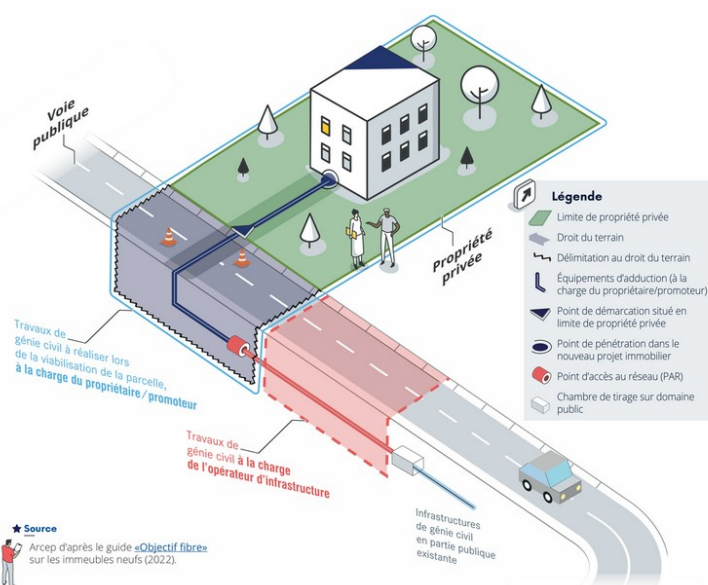 Voie
publique
Propriété
privée
Légende
Limite de propriété privée
Droit du terrain
Délimitation au droit du terrain
Équipements d'adduction (à la
charge du propriétaire/promoteur)
Point de démarcation situé en
limite de propriété privée
Point de pénétration dans le
nouveau projet immobilier
Point d'accès au réseau (PAR)
Chambre de tirage sur domaine
public
Travaux de
génie civil à réaliser lors
de la viabilisation de la parcelle,
à la charge du propriétaire/promoteur
Travaux de
génie civil à la charge
de l'opérateur d'infrastructure
Infrastructures
de génie civil
en partie publique
existante
Source
Arcep d'après le guide «Objectif fibre»
sur les immeubles neufs (2022).